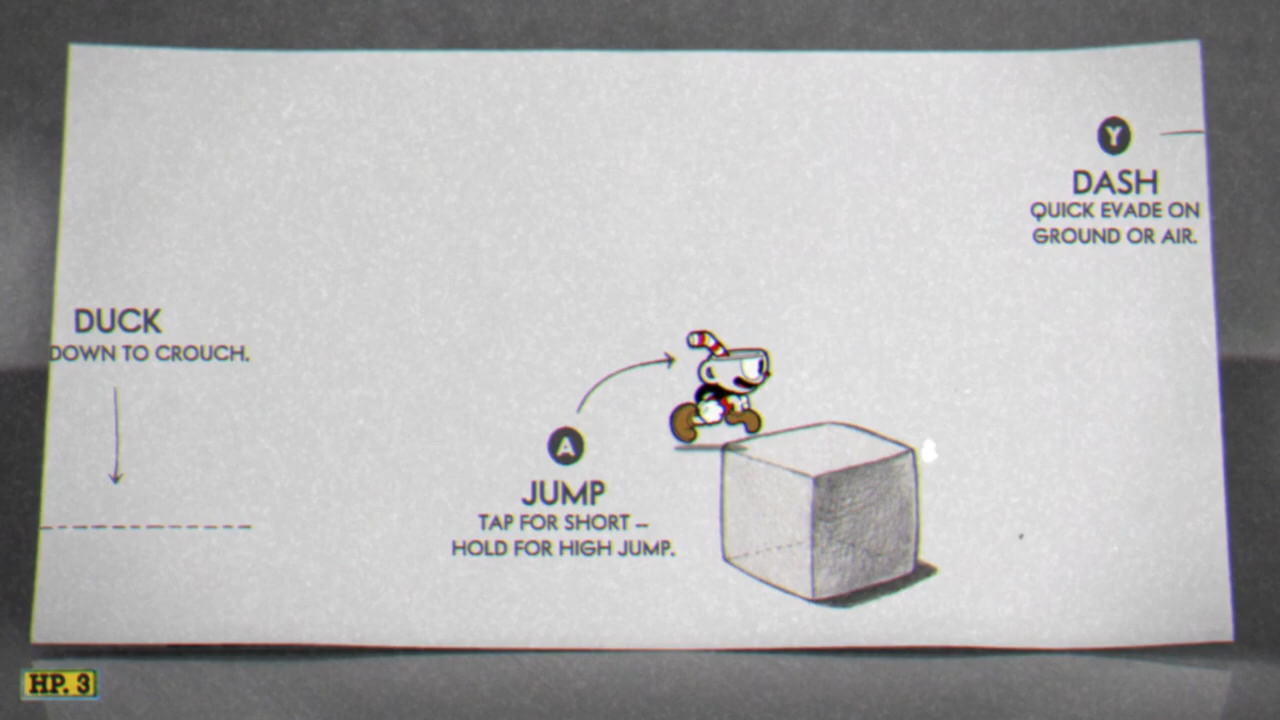 DUCK
DOWN TO CROUCH.
A
JUMP
TAP FOR SHORT –
HOLD FOR HIGH JUMP.
Y
DASH
QUICK EVADE ON
GROUND OR AIR.
HP. 3